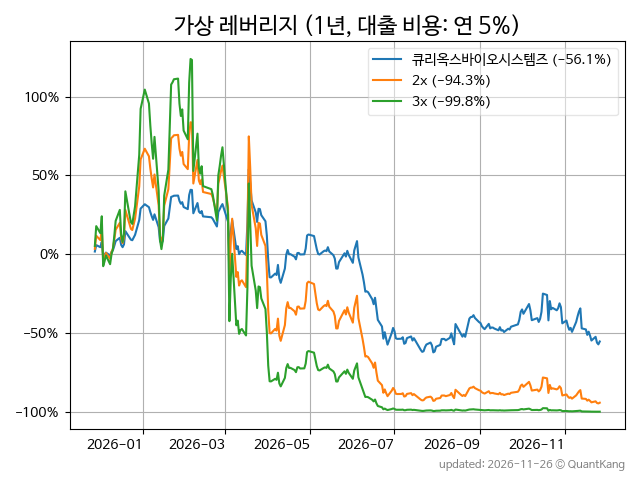 가상 레버리지 (1년, 대출 비용: 연 5%)
큐리옥스바이오시스템즈 (−56.1%)
2x (−94.3%)
3x (−99.8%)
100%
50%
0%
−50%
−100%
2026-01 2026-03 2026-05 2026-07 2026-09 2026-11
updated: 2026-11-26 © QuantKang